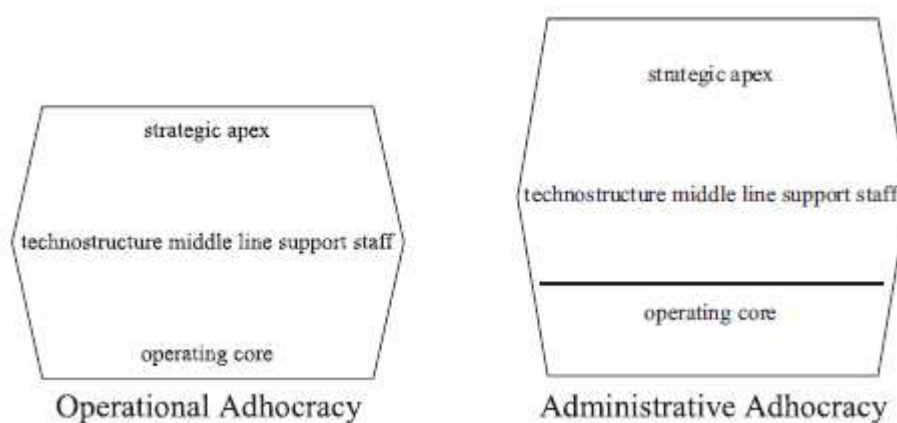 strategic apex
technostructure middle line support staff
operating core
Operational Adhocracy
strategic apex
technostructure middle line support staff
operating core
Administrative Adhocracy